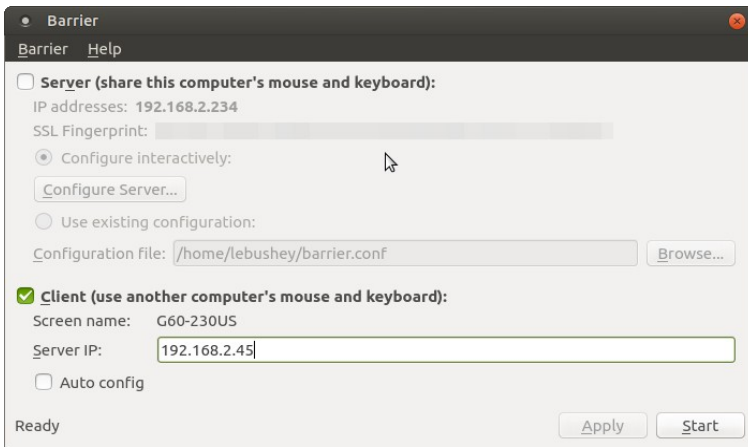 Barrier
Barrier Help
Server (share this computer's mouse and keyboard):
IP addresses: 192.168.2.234
SSL Fingerprint:
Configure interactively:
Configure Server...
Use existing configuration:
Configuration file: /home/lebushey/barrier.conf Browse...
Client (use another computer's mouse and keyboard):
Screen name: G60-230US
Server IP: 192.168.2.45
Auto config
Ready Apply Start